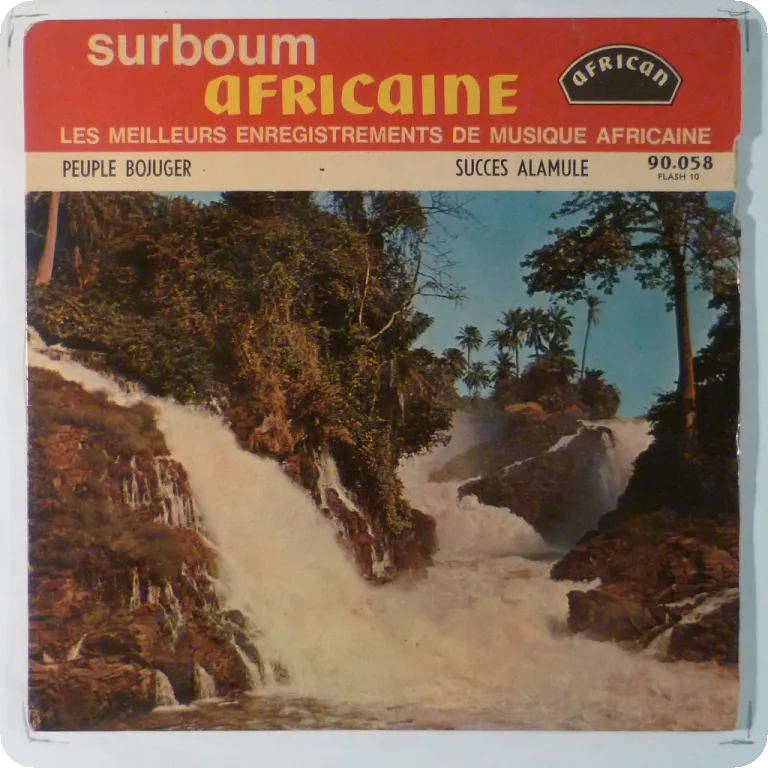 surboum
AFRICAINE
AFRICAN
LES MEILLEURS ENREGISTREMENTS DE MUSIQUE AFRICAINE
PEUPLE BOJUGER - SUCCES ALAMULE 90.058
FLASH 10